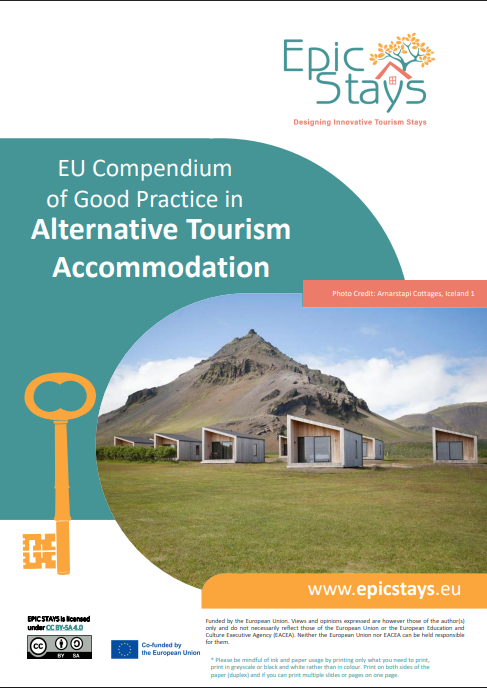 Epic
Stays
Designing Innovative Tourism Stays
EU Compendium
of Good Practice in
Alternative Tourism
Accommodation
Photo Credit: Arnarstapi Cottages, Iceland 1
www.epicstays.eu
EPIC STAYS is licensed
under CC BY-SA 4.0
cc
BY SA
Co-funded by
the European Union
Funded by the European Union. Views and opinions expressed are however those of the author(s)
only and do not necessarily reflect those of the European Union or the European Education and
Culture Executive Agency (EACEA). Neither the European Union nor EACEA can be held responsible
for them.
* Please be mindful of ink and paper usage by printing only what you need to print,
print in greyscale or black and white rather than in colour. Print on both sides of the
paper (duplex) and if you can print multiple slides or pages on one page.